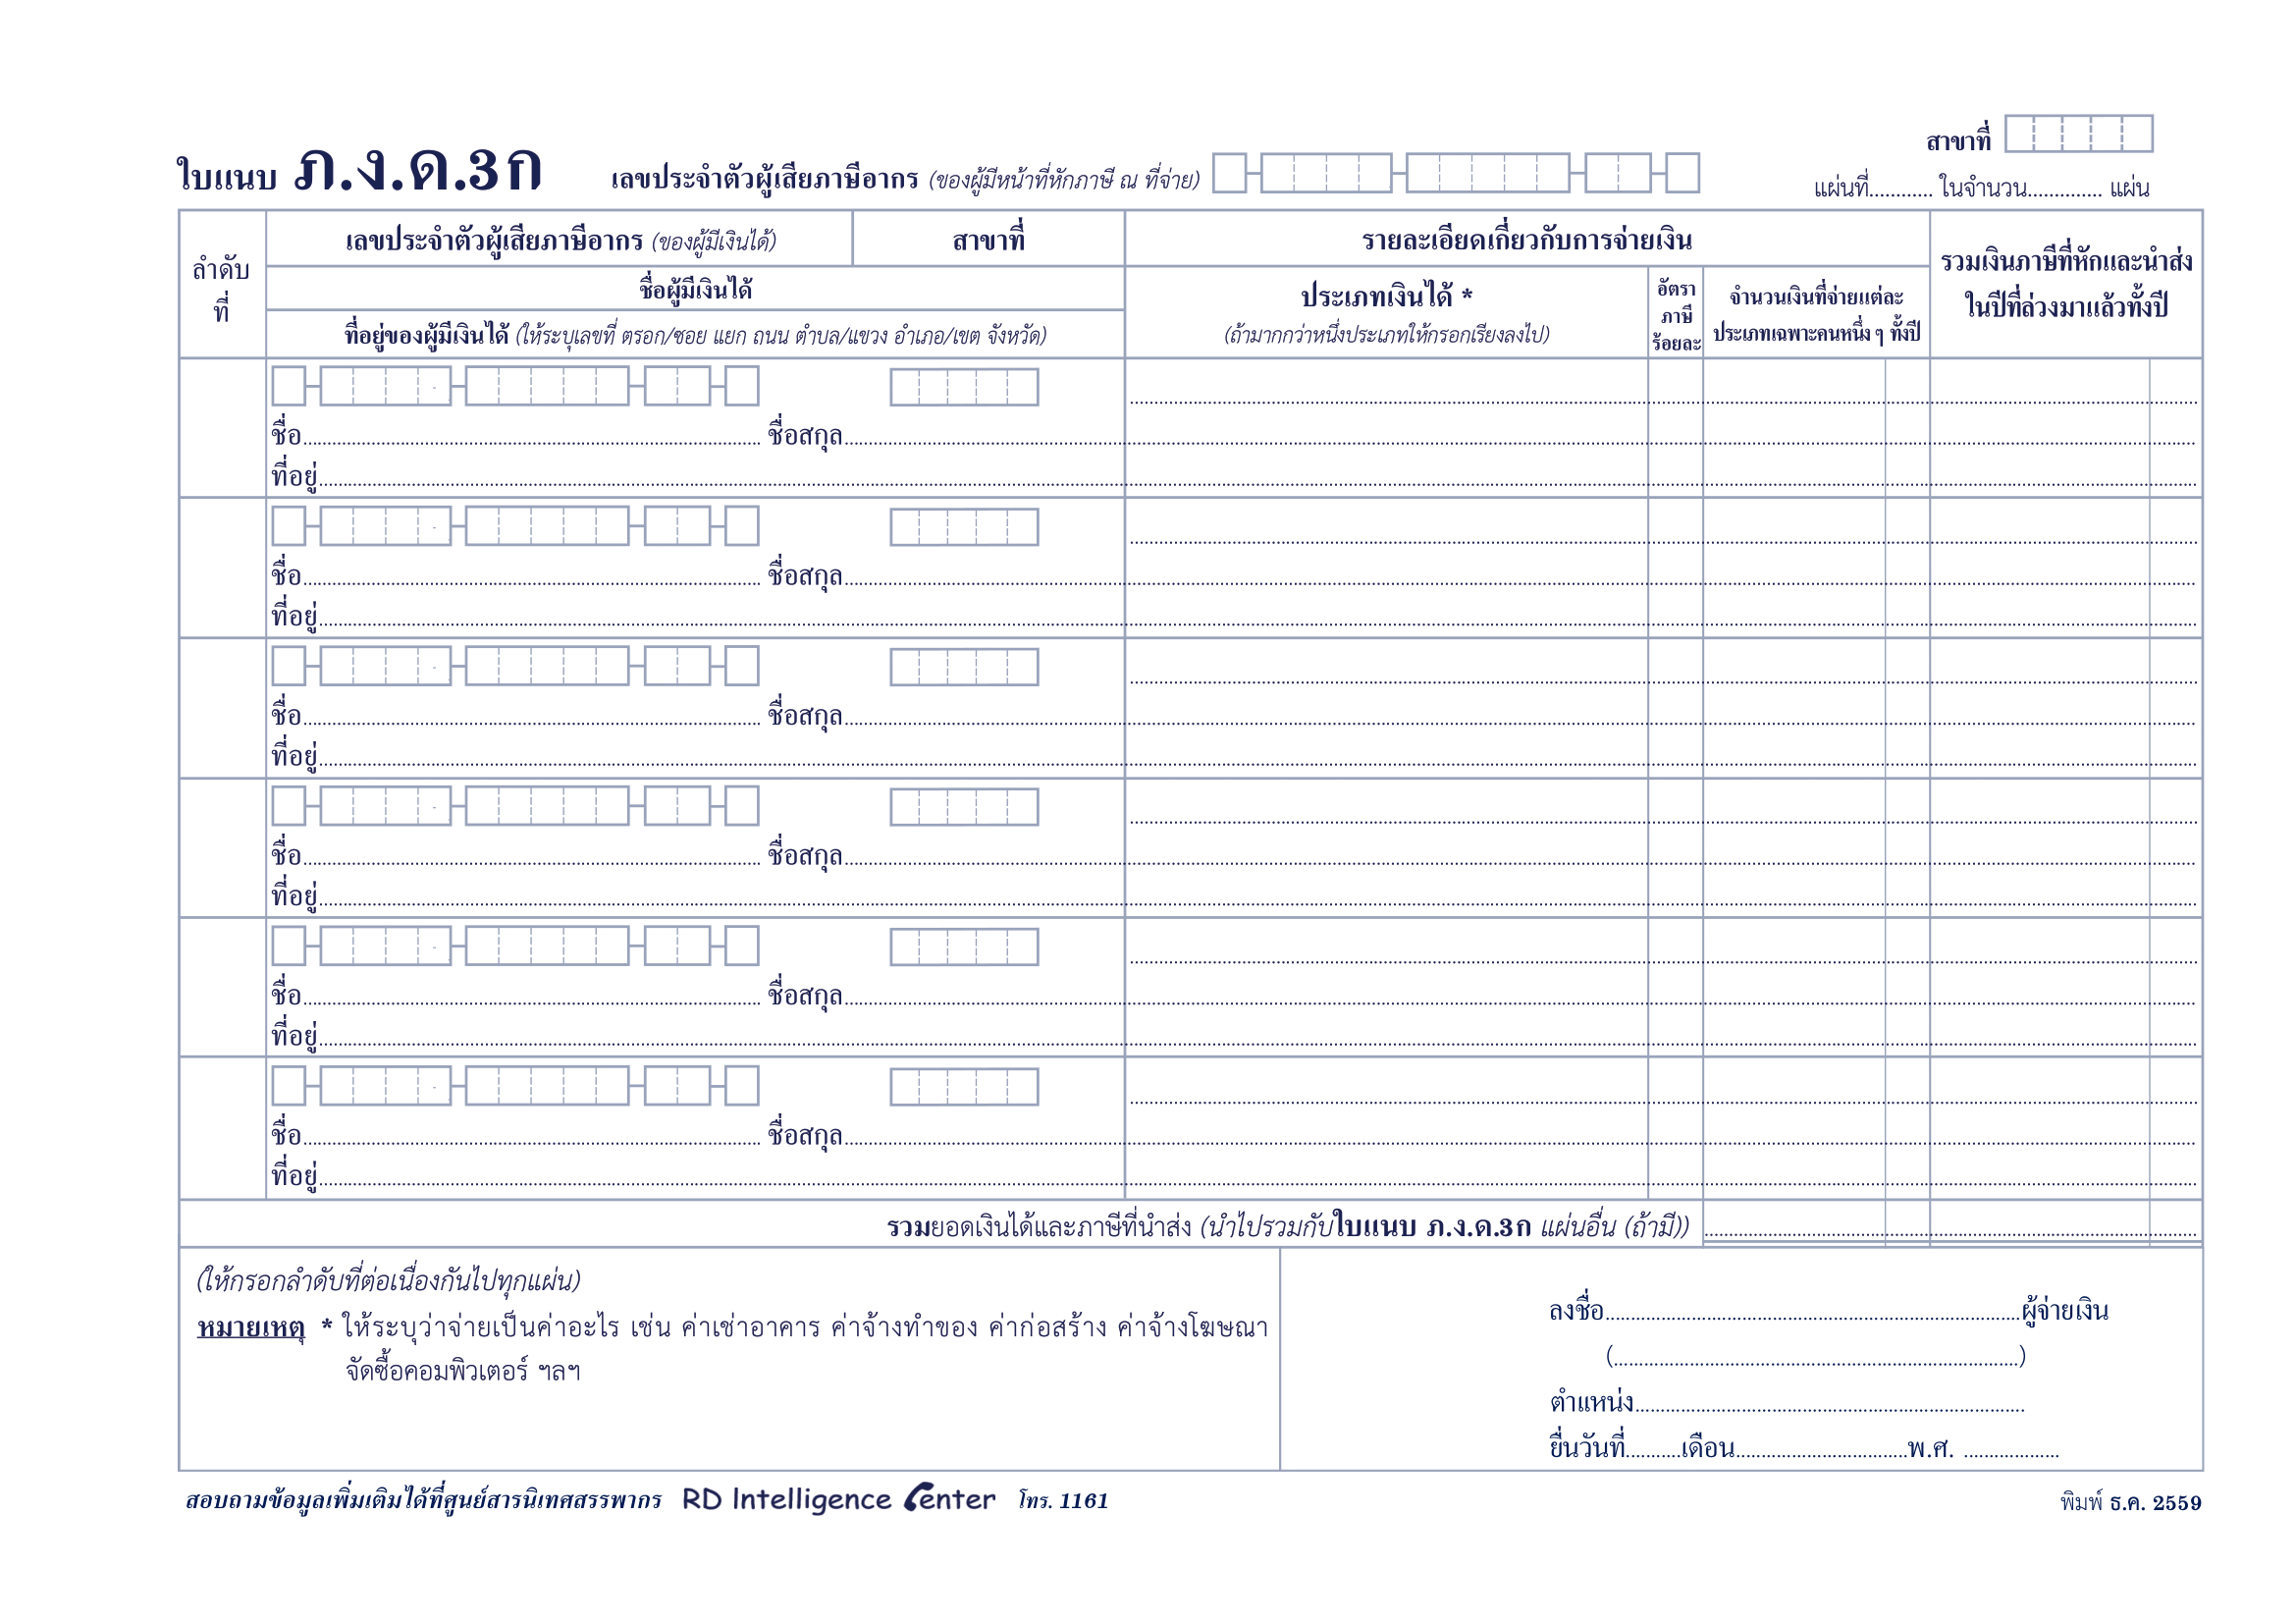 สาขาที่
ใบแนบ ภ.ง.ด.3ก เลขประจำตัวผู้เสียภาษีอากร (ของผู้มีหน้าที่หักภาษี ณ ที่จ่าย)
แผ่นที่............ ในจำนวน.............. แผ่น
ลำดับ
ที่
เลขประจำตัวผู้เสียภาษีอากร (ของผู้มีเงินได้)
สาขาที่
ชื่อผู้มีเงินได้
ที่อยู่ของผู้มีเงินได้ (ให้ระบุเลขที่ ตรอก/ซอย แยก ถนน ตำบล/แขวง อำเภอ/เขต จังหวัด)
รายละเอียดเกี่ยวกับการจ่ายเงิน
ประเภทเงินได้ *
(ถ้ามากกว่าหนึ่งประเภทให้กรอกเรียงลงไป)
อัตรา
ภาษี
ร้อยละ
จำนวนเงินที่จ่ายแต่ละ
ประเภทเฉพาะคนหนึ่ง ๆ ทั้งปี
รวมเงินภาษีที่หักและนำส่ง
ในปีที่ล่วงมาแล้วทั้งปี
ชื่อ.................... ชื่อสกุล....................
ที่อยู่....................
ชื่อ.................... ชื่อสกุล....................
ที่อยู่....................
ชื่อ.................... ชื่อสกุล....................
ที่อยู่....................
ชื่อ.................... ชื่อสกุล....................
ที่อยู่....................
ชื่อ.................... ชื่อสกุล....................
ที่อยู่....................
ชื่อ.................... ชื่อสกุล....................
ที่อยู่....................
รวมยอดเงินได้และภาษีที่นำส่ง (นำไปรวมกับใบแนบ ภ.ง.ด.3ก แผ่นอื่น (ถ้ามี))
(ให้กรอกลำดับที่ต่อเนื่องกันไปทุกแผ่น)
หมายเหตุ * ให้ระบุว่าจ่ายเป็นค่าอะไร เช่น ค่าเช่าอาคาร ค่าจ้างทำของ ค่าก่อสร้าง ค่าจ้างโฆษณา
จัดซื้อคอมพิวเตอร์ ฯลฯ
ลงชื่อ....................ผู้จ่ายเงิน
(....................)
ตำแหน่ง....................
ยื่นวันที่...........เดือน....................พ.ศ. ...................
สอบถามข้อมูลเพิ่มเติมได้ที่ศูนย์สารนิเทศสรรพากร RD Intelligence Center โทร. 1161
พิมพ์ ธ.ค. 2559